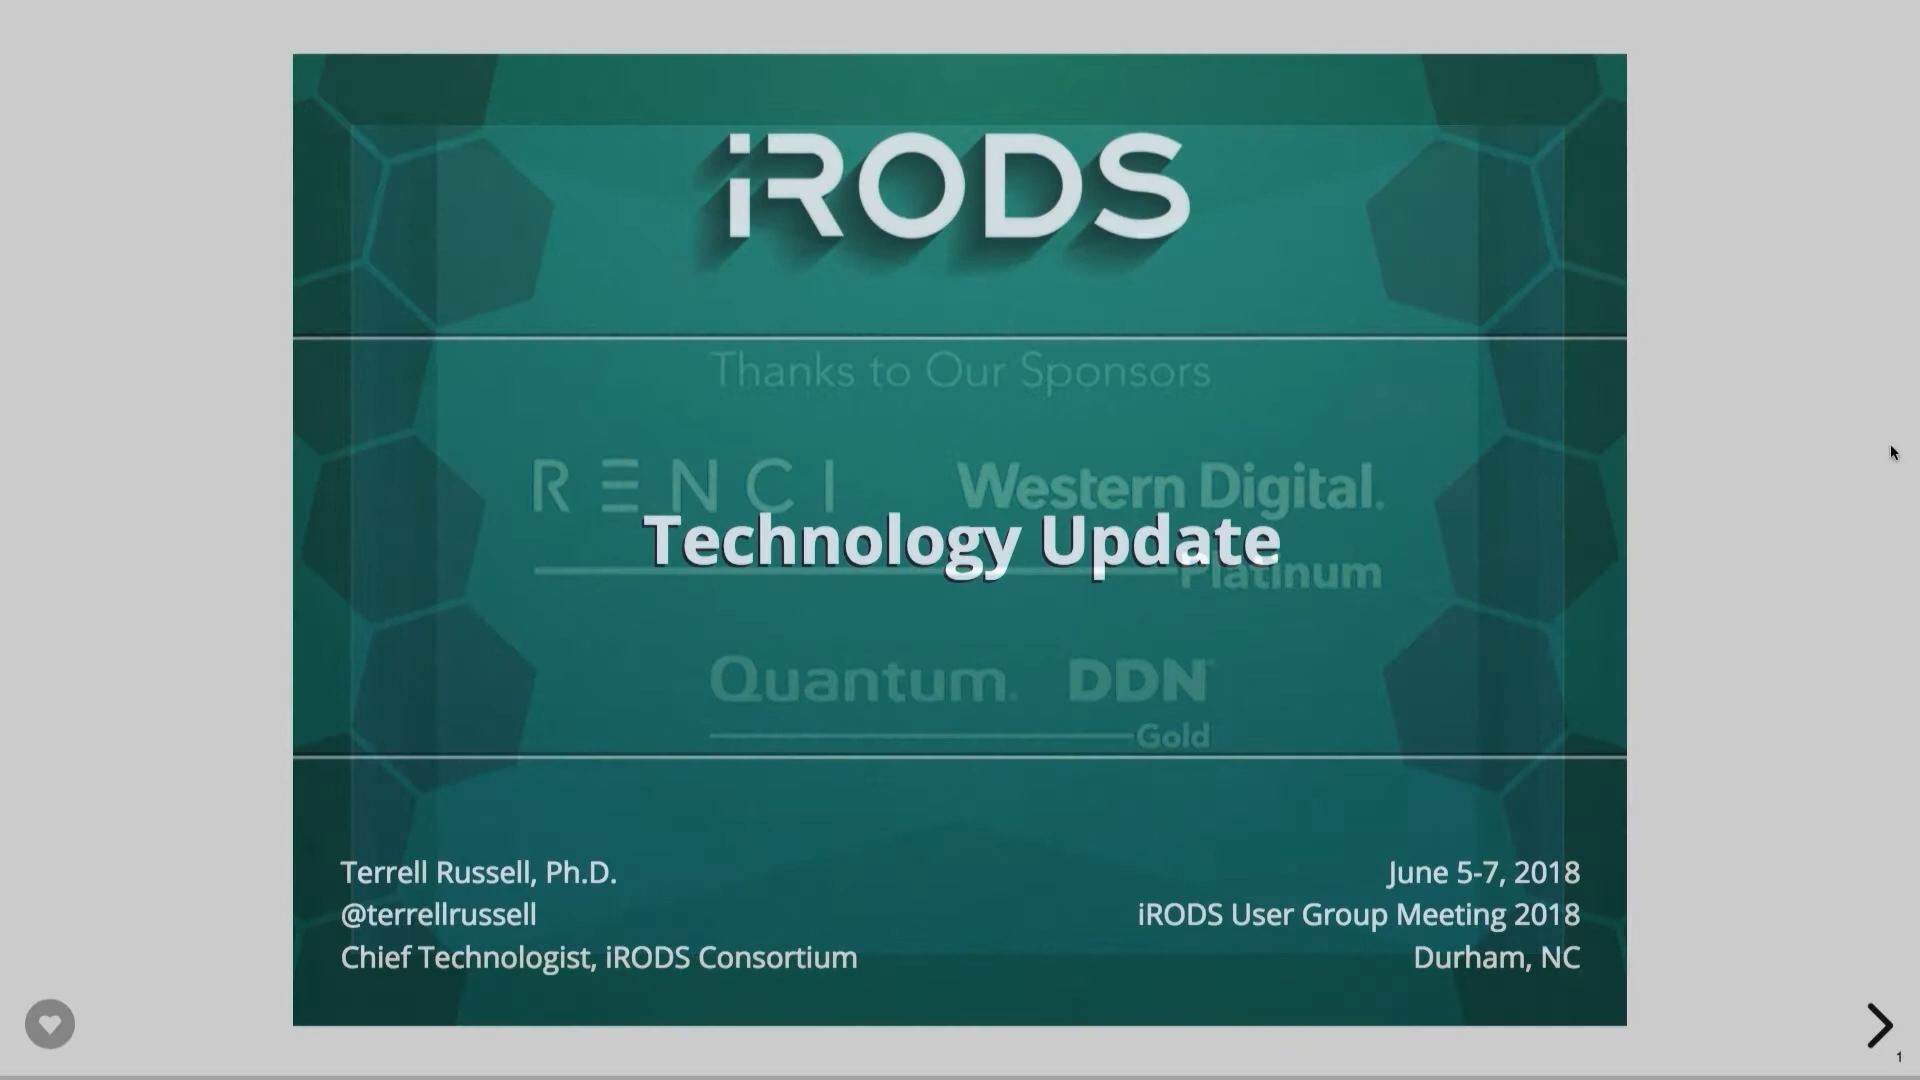 iRODS
Thanks to Our Sponsors
RENCI Western Digital.
Technology Update
Platinum
Quantum. DDN
Gold
Terrell Russell, Ph.D.
@terrellrussell
Chief Technologist, iRODS Consortium
June 5-7, 2018
iRODS User Group Meeting 2018
Durham, NC
1